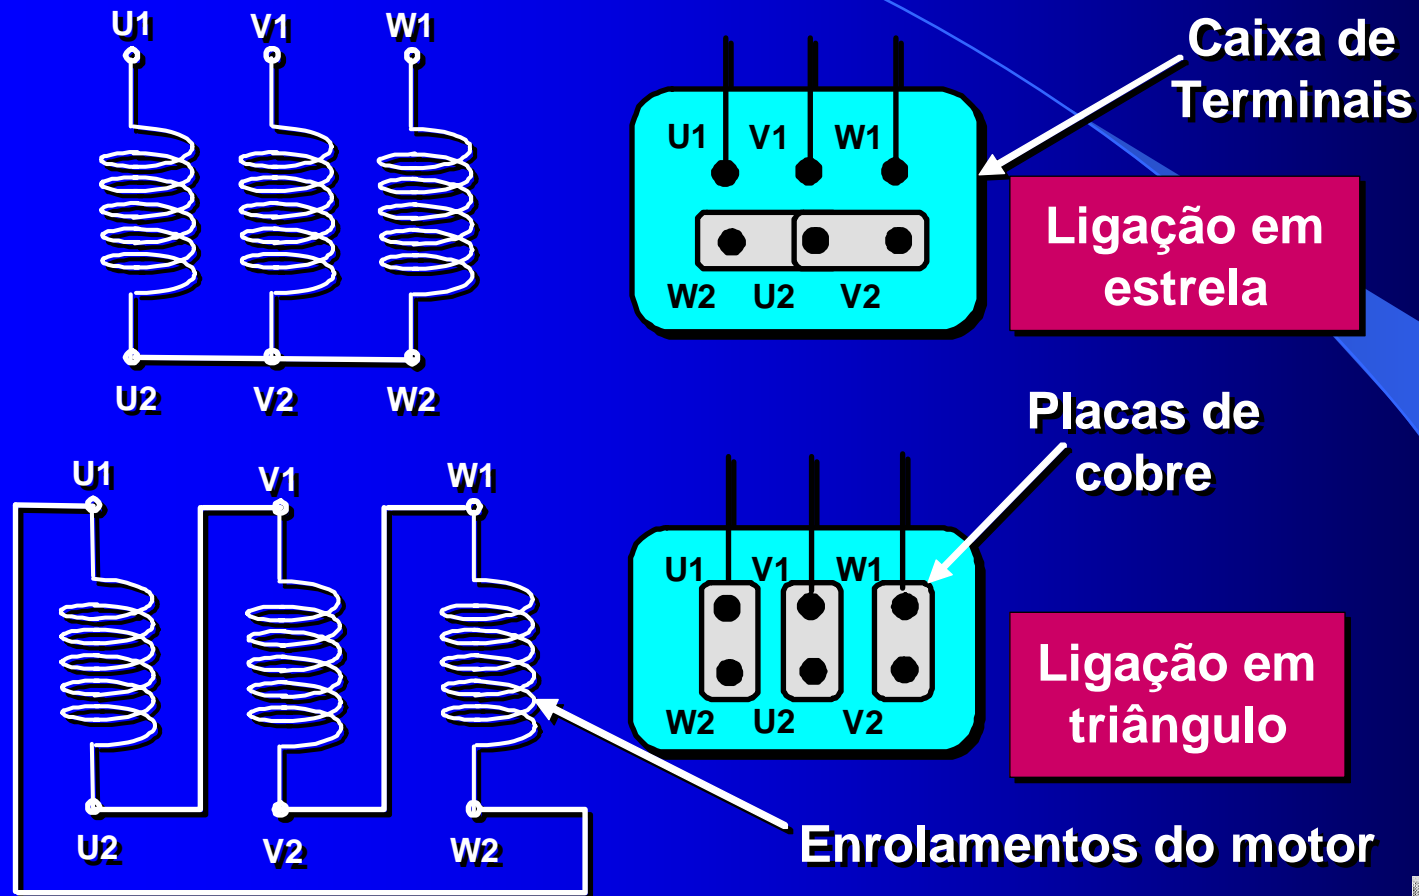 U1 V1 W1
U2 V2 W2
U1 V1 W1
W2 U2 V2
Caixa de
Terminais
Ligação em
estrela
U1 V1 W1
U2 V2 W2
Placas de
cobre
U1 V1 W1
W2 U2 V2
Ligação em
triângulo
Enrolamentos do motor